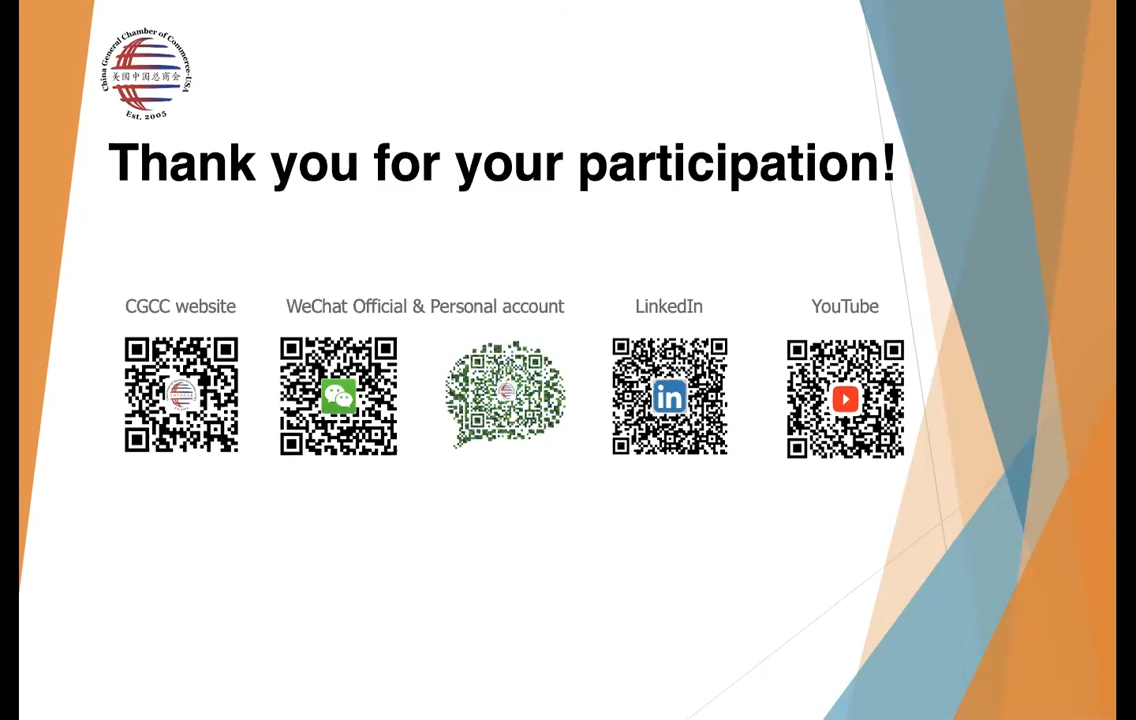 China General Chamber of Commerce-USA
美国中国总商会
Est. 2005
Thank you for your participation!
CGCC website
WeChat Official & Personal account
LinkedIn
YouTube
in